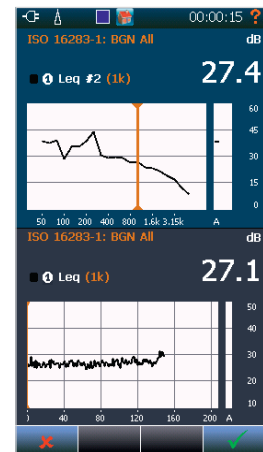 00:00:15 ?
ISO 16283-1: BGN All dB
1 Leq #2 (1k) 27.4
60
45
30
15
0
50 100 200 400 800 1.6k 3.15k A
ISO 16283-1: BGN All dB
1 Leq (1k) 27.1
50
40
30
20
10
40 80 120 160 200 A